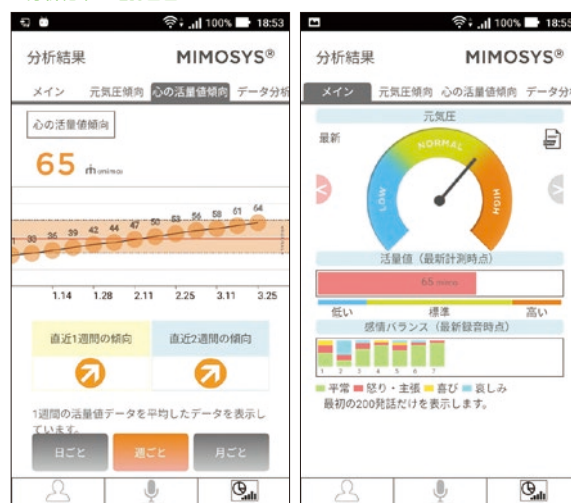 100% 18:53
分析結果 MIMOSYS®
メイン 元気圧傾向 心の活量値傾向 データ分析
心の活量値傾向
65
30 36 39 42 44 47 50 53 56 58 61 64
1.14 1.28 2.11 2.25 3.11 3.25
直近1週間の傾向 直近2週間の傾向
1週間の活量値データを平均したデータを表示し
ています。
日ごと 週ごと 月ごと
100% 18:55
分析結果 MIMOSYS®
メイン 元気圧傾向 心の活量値傾向 データ分
元気圧
最新
LOW NORMAL HIGH
活量値（最新計測時点）
65
低い 標準 高い
感情バランス（最新録音時点）
1 2 3 4 5 6 7
平常 怒り・主張 喜び 哀しみ
最初の200発話だけを表示します。